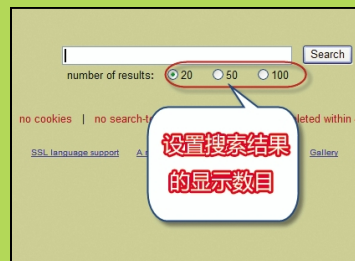 Search
number of results: 20 50 100
no cookies | no search-t leted within
设置搜索结果
的显示数目
SSL language support A Gallery